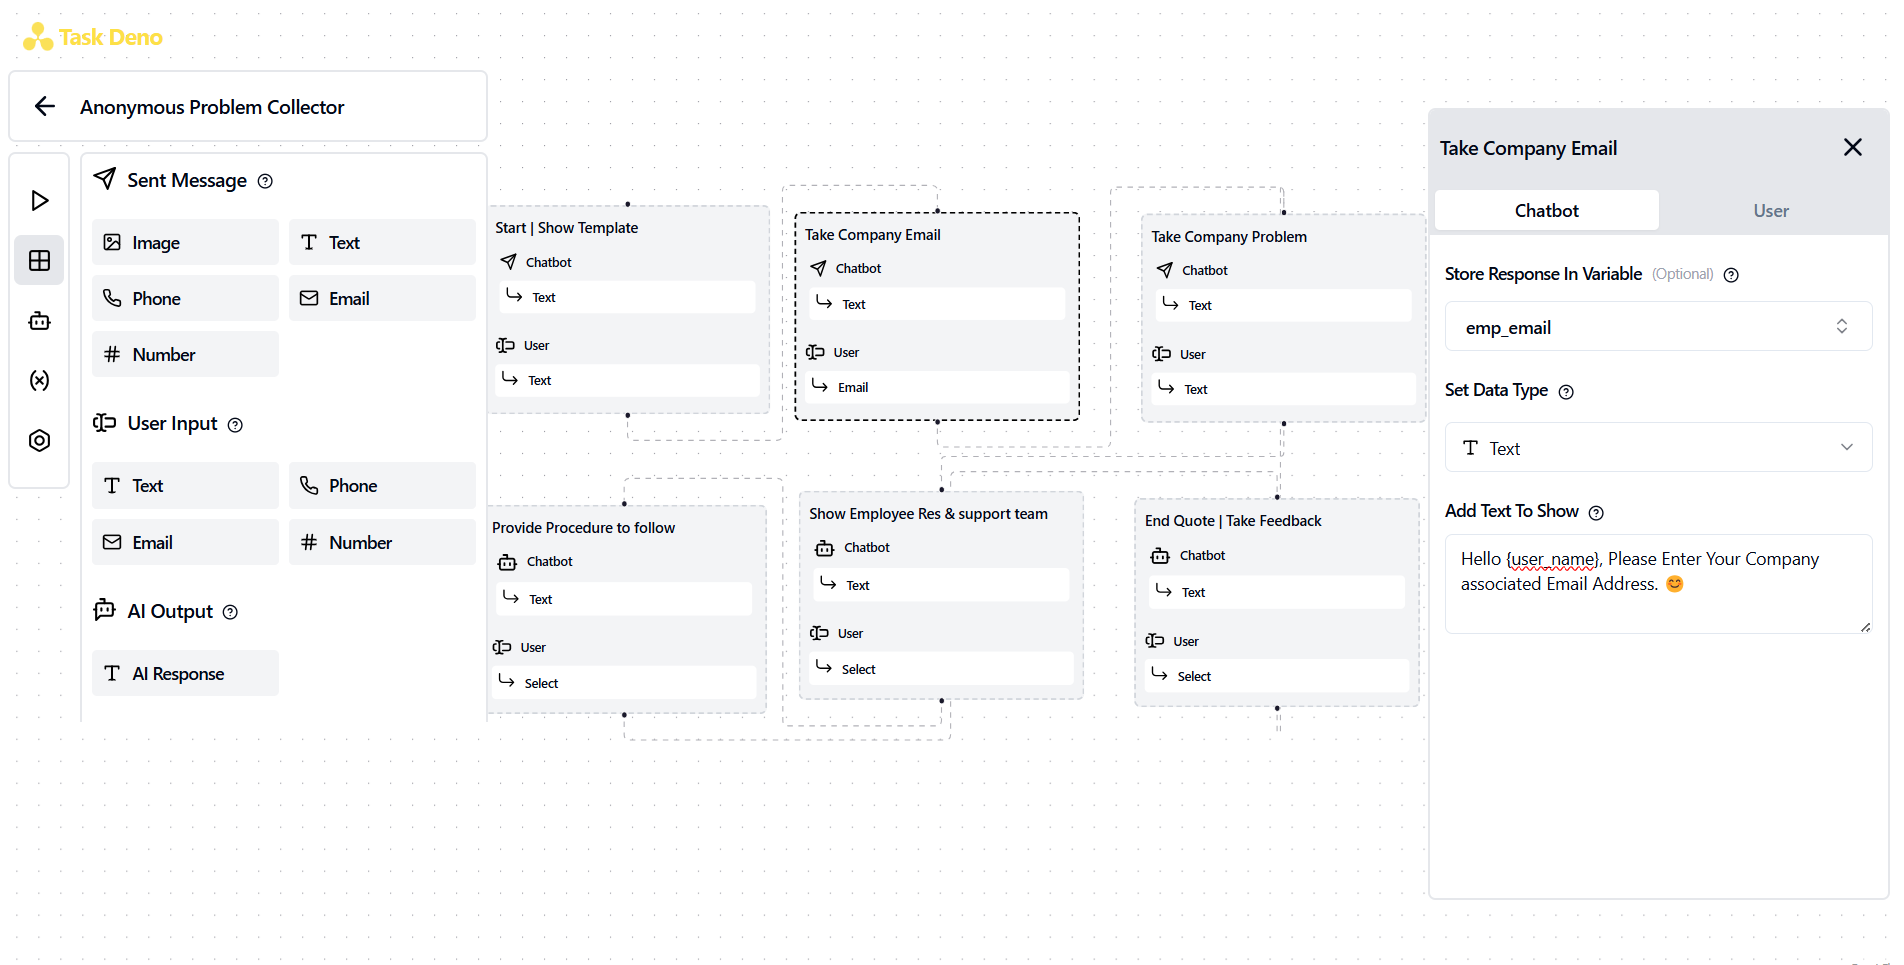 Task Deno
Anonymous Problem Collector
Sent Message
Image
Text
Phone
Email
Number
User Input
Text
Phone
Email
Number
AI Output
AI Response
Start | Show Template
Chatbot
Text
User
Text
Take Company Email
Chatbot
Text
User
Email
Take Company Problem
Chatbot
Text
User
Text
Provide Procedure to follow
Chatbot
Text
User
Select
Show Employee Res & support team
Chatbot
Text
User
Select
End Quote | Take Feedback
Chatbot
Text
User
Select
Take Company Email
Chatbot
User
Store Response In Variable (Optional)
emp_email
Set Data Type
Text
Add Text To Show
Hello {user_name}, Please Enter Your Company
associated Email Address. 😊